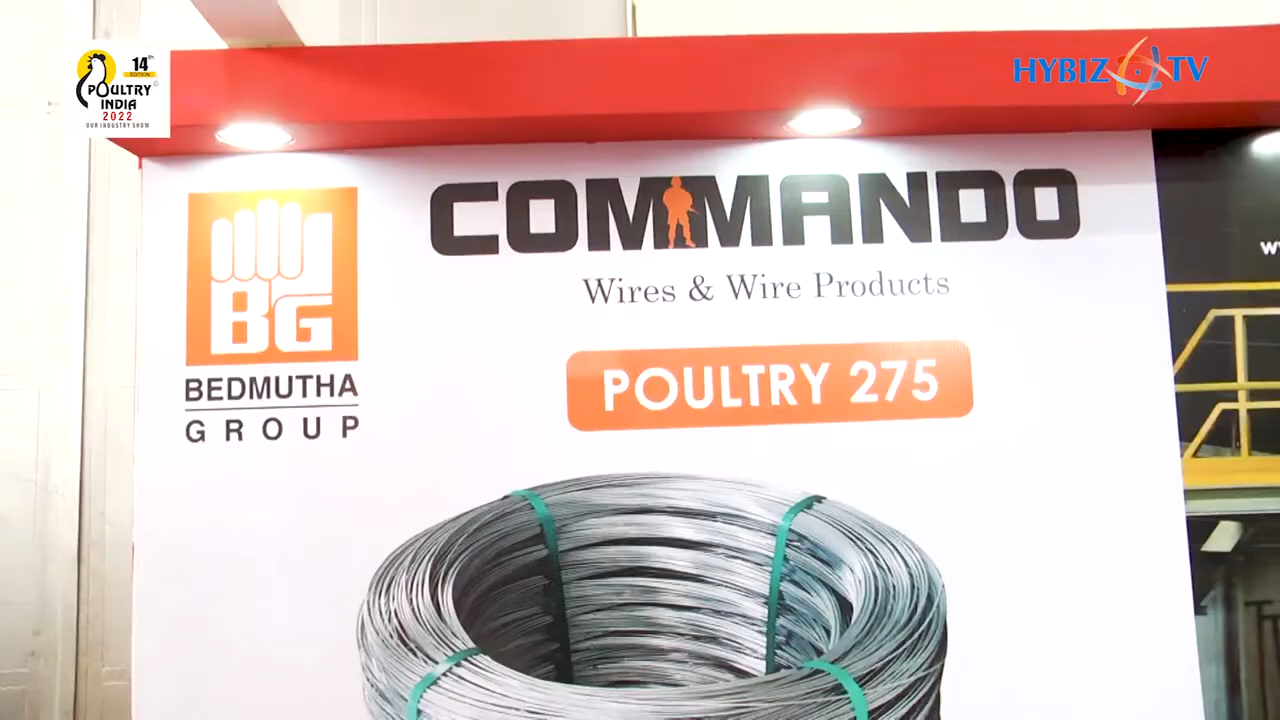 14th
EDITION
POULTRY
INDIA
2022
OUR INDUSTRY SHOW
HYBIZ TV
COMMANDO
Wires & Wire Products
BG
BEDMUTHA
GROUP
POULTRY 275